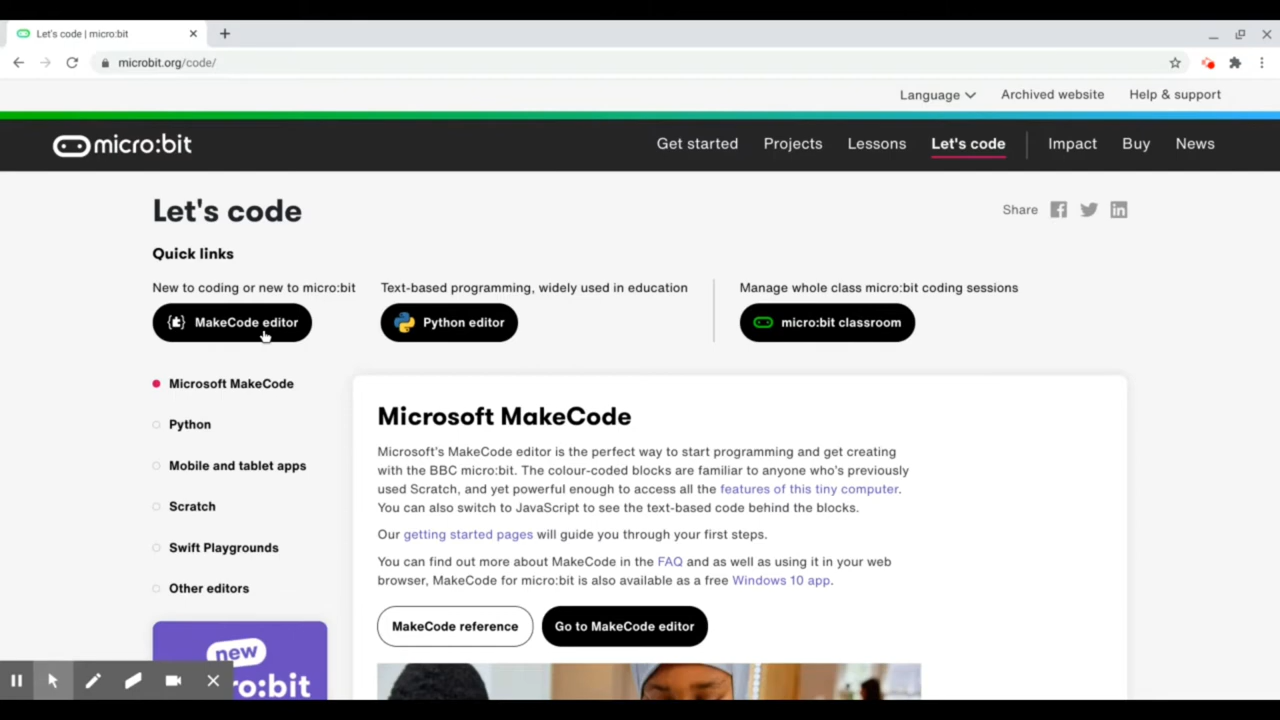 Let's code | micro:bit
microbit.org/code/
Language
Archived website
Help & support
micro:bit
Get started
Projects
Lessons
Let's code
Impact
Buy
News
Let's code
Share
Quick links
New to coding or new to micro:bit
Text-based programming, widely used in education
Manage whole class micro:bit coding sessions
MakeCode editor
Python editor
micro:bit classroom
Microsoft MakeCode
Python
Mobile and tablet apps
Scratch
Swift Playgrounds
Other editors
Microsoft MakeCode
Microsoft's MakeCode editor is the perfect way to start programming and get creating
with the BBC micro:bit. The colour-coded blocks are familiar to anyone who's previously
used Scratch, and yet powerful enough to access all the features of this tiny computer.
You can also switch to JavaScript to see the text-based code behind the blocks.
Our getting started pages will guide you through your first steps.
You can find out more about MakeCode in the FAQ and as well as using it in your web
browser, MakeCode for micro:bit is also available as a free Windows 10 app.
MakeCode reference
Go to MakeCode editor
new
ro:bit